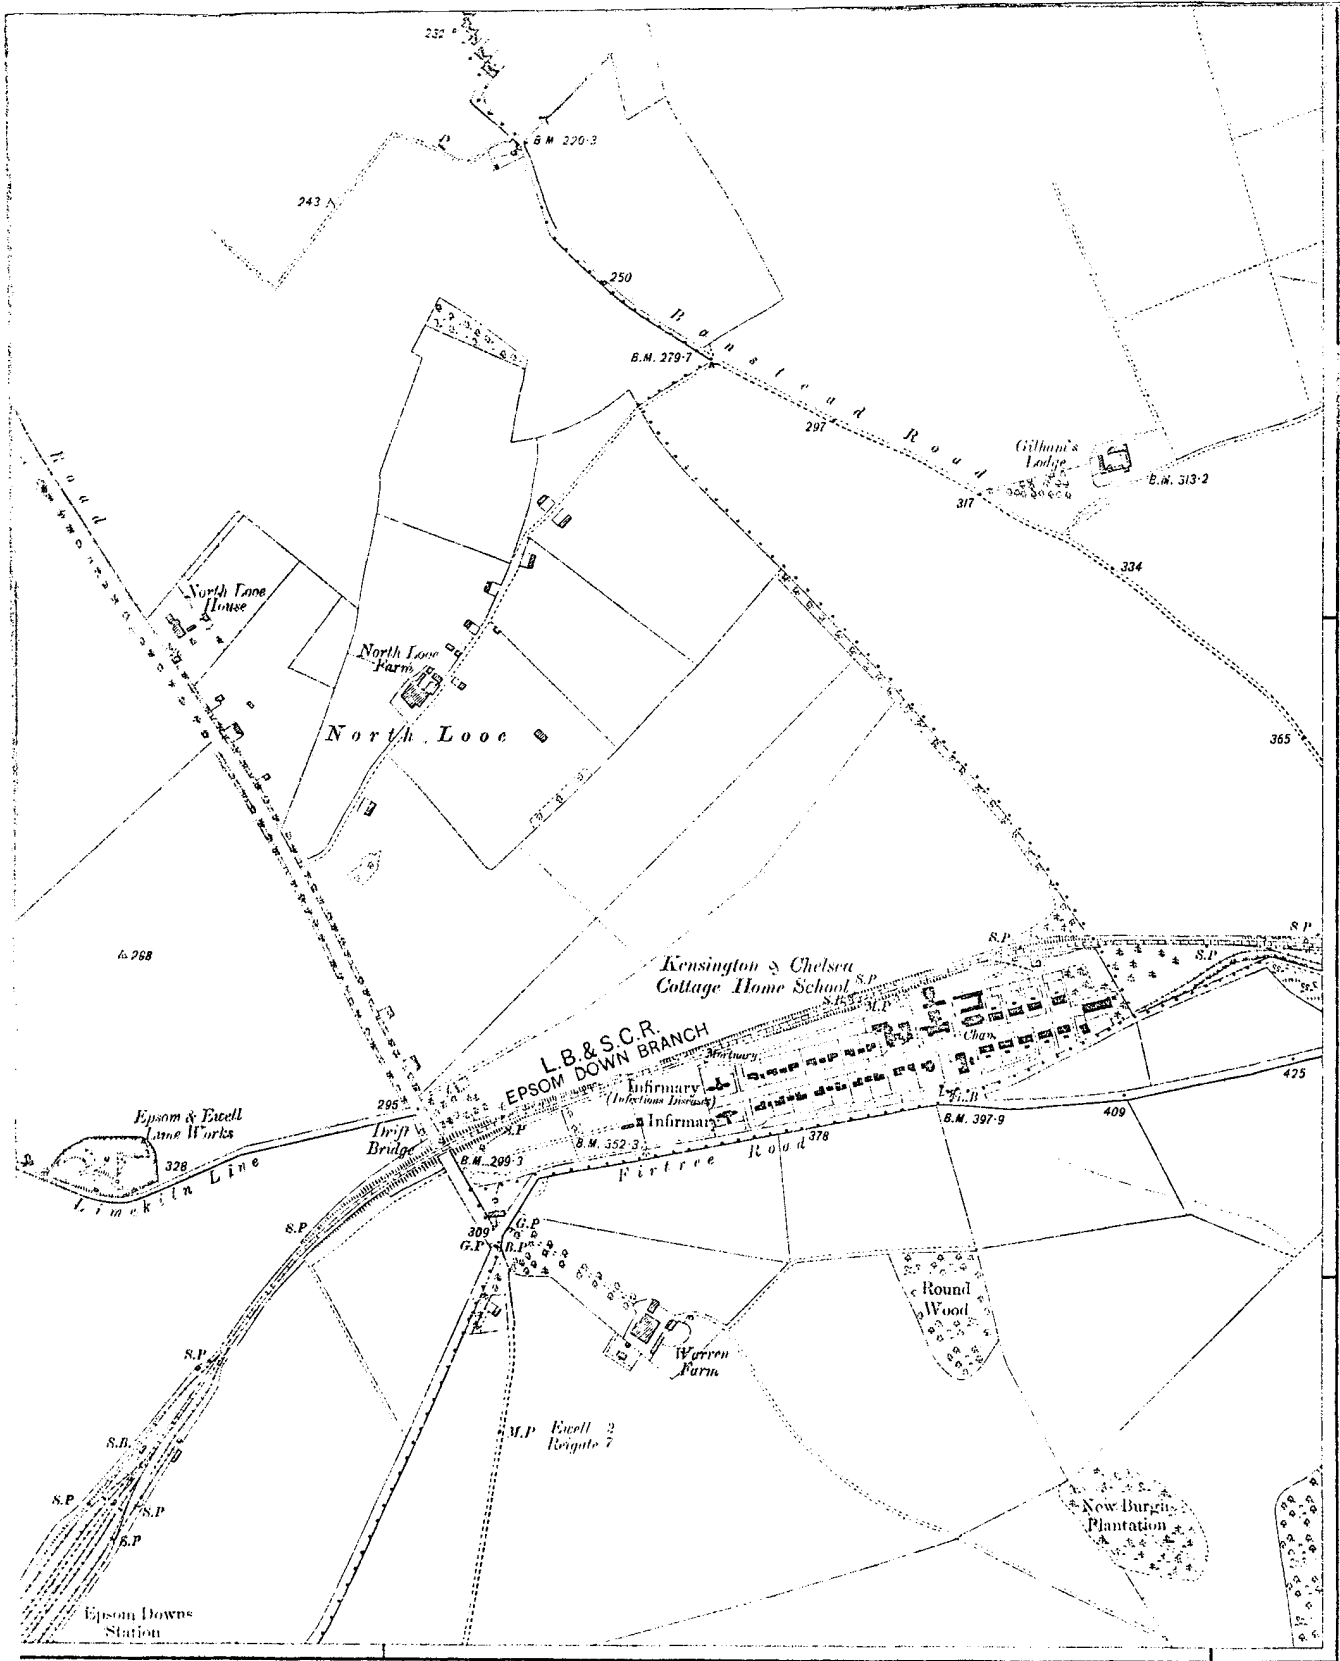 232
P
B.M. 220·3
243
250
Banstead Road
B.M. 279·7
297
Road
Gilham's
Lodge
317
B.M. 313·2
334
North Looe
House
North Looe
Farm
North Looe
365
268
S.P
S.P
S.P
Kensington & Chelsea
Cottage Home School
S.P
S.P
M.P
L.B.& S.C.R.
EPSOM DOWN BRANCH
Mortuary
Chap.
Infirmary
(Infectious Diseases)
Infirmary
425
295
409
B.M. 397·9
Epsom & Ewell
Lime Works
Drift
Bridge
S.P
B.M. 352·3
378
328
Limekiln Line
B.M. 299·3
Firtree Road
S.P
309
G.P
G.P
B.P
Round
Wood
S.P
Warren
Farm
M.P
Ewell 2
Reigate 7
S.B.
S.P
S.P
S.P
New Burgh
Plantation
Epsom Downs
Station